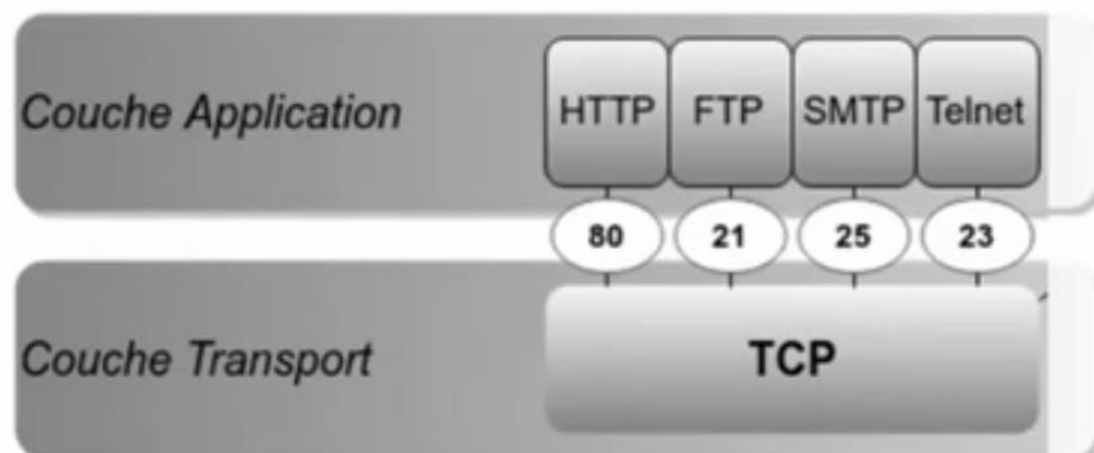 Couche Application
HTTP FTP SMTP Telnet
80 21 25 23
Couche Transport
TCP